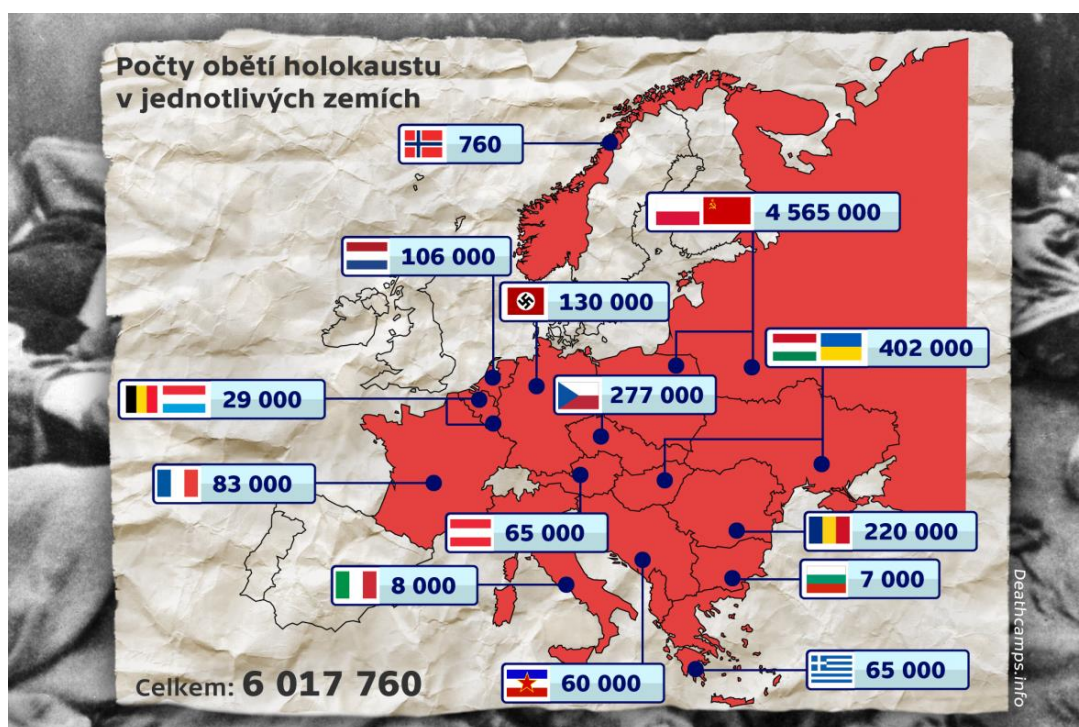 Počty obětí holokaustu
v jednotlivých zemích
760
4 565 000
106 000
130 000
402 000
277 000
29 000
83 000
65 000
220 000
8 000
7 000
60 000
65 000
Celkem: 6 017 760
Deathcamps.info